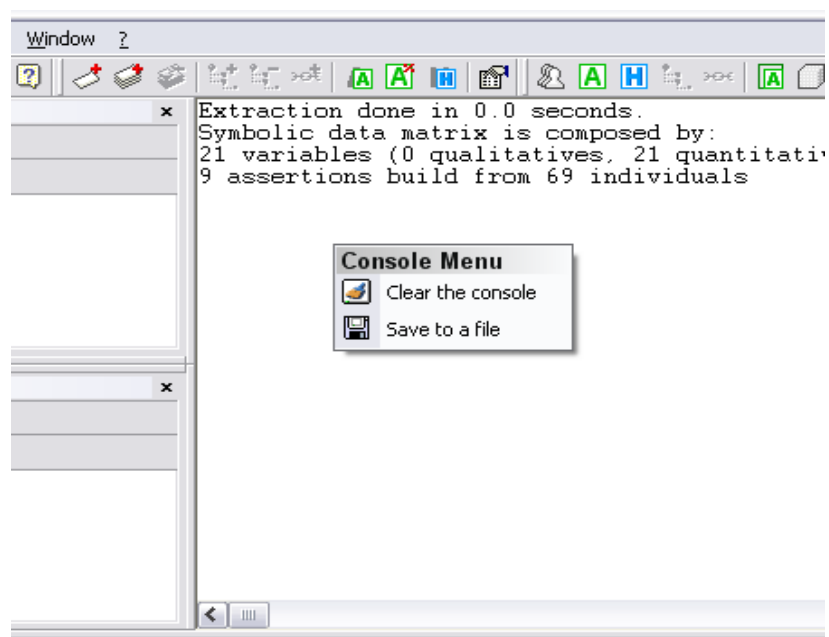 Window ?
Extraction done in 0.0 seconds.
Symbolic data matrix is composed by:
21 variables (0 qualitatives, 21 quantitativ
9 assertions build from 69 individuals
Console Menu
Clear the console
Save to a file